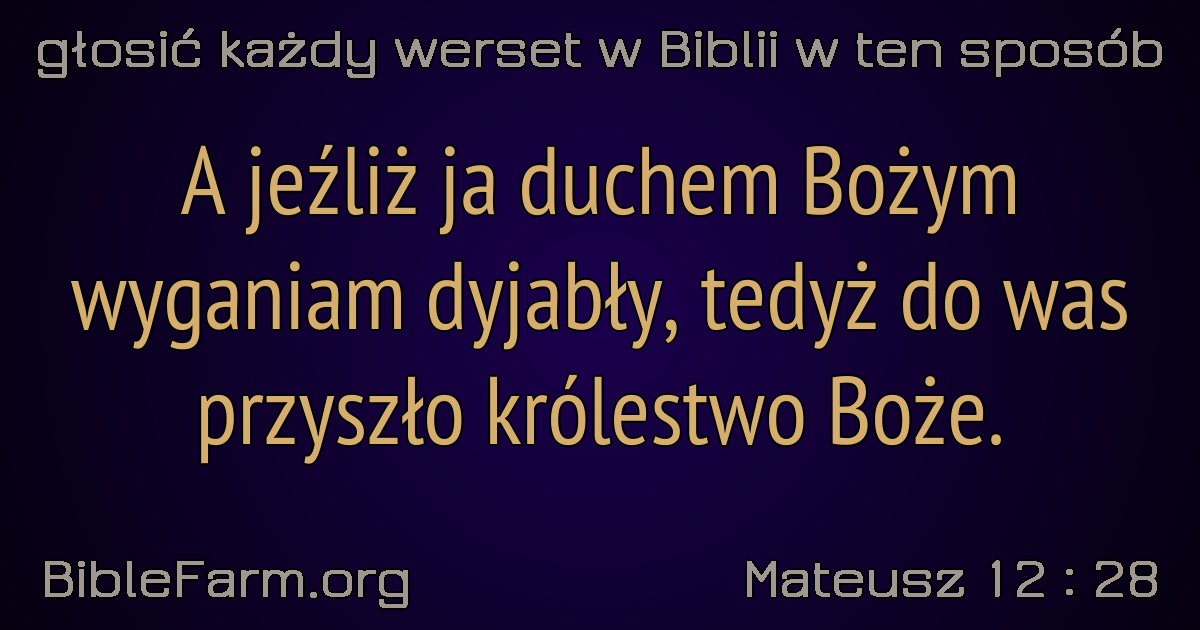 głosić każdy werset w Biblii w ten sposób
A jeźliż ja duchem Bożym
wyganiam dyjabły, tedyż do was
przyszło królestwo Boże.
BibleFarm.org
Mateusz 12 : 28